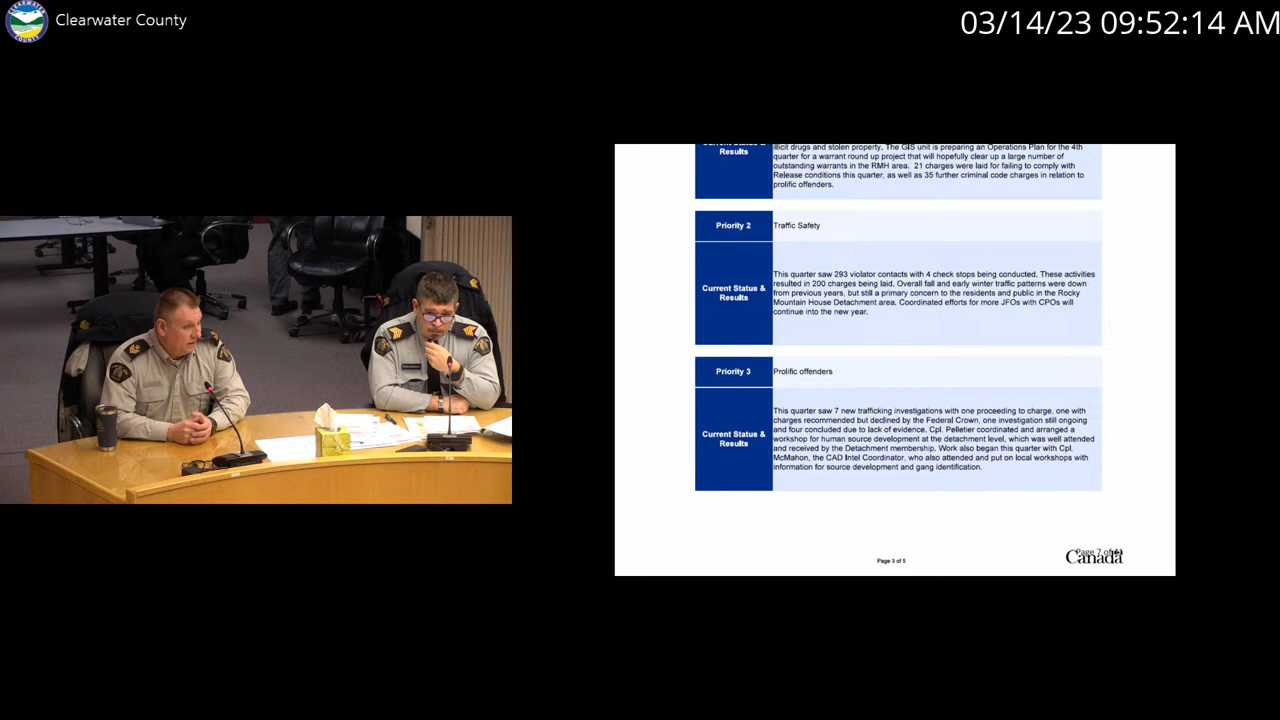 Clearwater County
03/14/23 09:52:14 AM
Results
illicit drugs and stolen property. The GIS unit is preparing an Operations Plan for the 4th
quarter for a warrant round up project that will hopefully clear up a large number of
outstanding warrants in the RMH area. 21 charges were laid for failing to comply with
Release conditions this quarter, as well as 35 further criminal code charges in relation to
prolific offenders.
Priority 2
Traffic Safety
Current Status &
Results
This quarter saw 293 violator contacts with 4 check stops being conducted. These activities
resulted in 200 charges being laid. Overall fall and early winter traffic patterns were down
from previous years, but still a primary concern to the residents and public in the Rocky
Mountain House Detachment area. Coordinated efforts for more JFOs with CPOs will
continue into the new year.
Priority 3
Prolific offenders
Current Status &
Results
This quarter saw 7 new trafficking investigations with one proceeding to charge, one with
charges recommended but declined by the Federal Crown, one investigation still ongoing
and four concluded due to lack of evidence. Cpl. Pelletier coordinated and arranged a
workshop for human source development at the detachment level, which was well attended
and received by the Detachment membership. Work also began this quarter with Cpl.
McMahon, the CAD Intel Coordinator, who also attended and put on local workshops with
information for source development and gang identification.
Page 3 of 5
Page 7 of
Canada